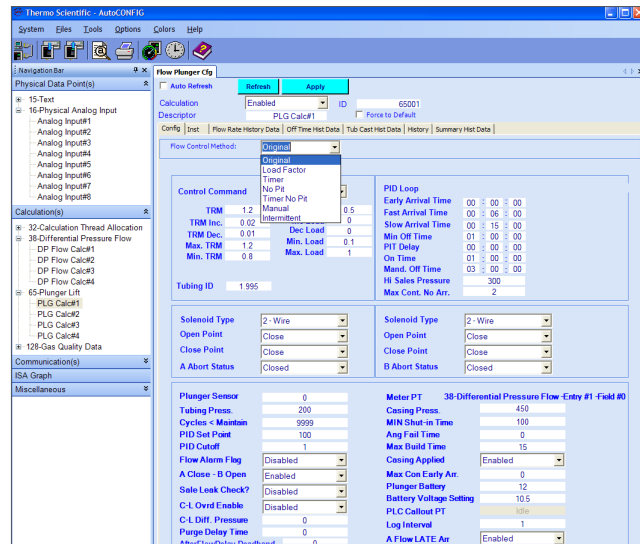 Thermo Scientific - AutoCONFIG
System Files Tools Options Colors Help
Navigation Bar
Flow Plunger Cfg
Physical Data Point(s)
15-Text
16-Physical Analog Input
Analog Input#1
Analog Input#2
Analog Input#3
Analog Input#4
Analog Input#5
Analog Input#6
Analog Input#7
Analog Input#8
Calculation(s)
32-Calculation Thread Allocation
38-Differential Pressure Flow
DP Flow Calc#1
DP Flow Calc#2
DP Flow Calc#3
DP Flow Calc#4
65-Plunger Lift
PLG Calc#1
PLG Calc#2
PLG Calc#3
PLG Calc#4
128-Gas Quality Data
Communication(s)
ISA Graph
Miscellaneous
Auto Refresh Refresh Apply
Calculation Enabled ID 65001
Descriptor PLG Calc#1 Force to Default
Config Inst Flow Rate History Data Off Time Hist Data Tub Cast Hist Data History Summary Hist Data
Flow Control Method: Original
Original
Load Factor
Timer
No Pit
Timer No Pit
Manual
Intermittent
Control Command
TRM 1.2 0.5
TRM Inc. 0.02 0
TRM Dec. 0.01 Dec Load 0
Max. TRM 1.2 Min. Load 0.1
Min. TRM 0.8 Max. Load 1
Tubing ID 1.995
PID Loop
Early Arrival Time 00 : 00 : 00
Fast Arrival Time 00 : 06 : 00
Slow Arrival Time 00 : 15 : 00
Min Off Time 01 : 00 : 00
PIT Delay 00 : 00 : 00
On Time 01 : 00 : 00
Mand. Off Time 03 : 00 : 00
Hi Sales Pressure 300
Max Cont. No Arr. 2
Solenoid Type 2 - Wire
Open Point Close
Close Point Close
A Abort Status Closed
Solenoid Type 2 - Wire
Open Point Close
Close Point Close
B Abort Status Closed
Plunger Sensor 0
Tubing Press. 200
Cycles < Maintain 9999
PID Set Point 100
PID Cutoff 1
Flow Alarm Flog Disabled
A Close - B Open Enabled
Sale Leak Check? Disabled
C-L Ovrd Enable Disabled
C-L Diff. Pressure 0
Purge Delay Time 0
AfterFlowDelay Deadband 0
Meter PT 38-Differential Pressure Flow -Entry #1 -Field #0
Casing Press. 450
MIN Shut-in Time 100
Ang Fail Time 0
Max Build Time 15
Casing Applied Enabled
Max Con Early Arr. 0
Plunger Battery 12
Battery Voltage Setting 10.5
PLC Callout PT Idle
Log Interval 1
A Flow LATE Arr Enabled